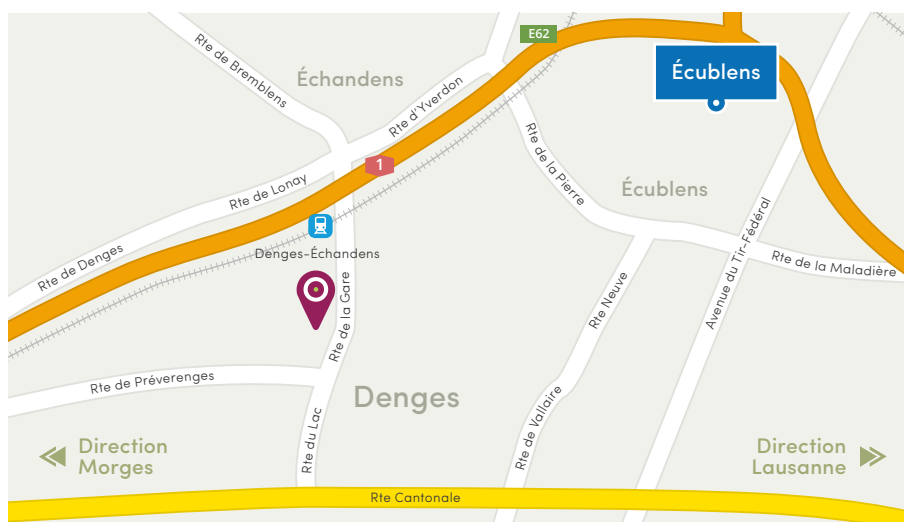 E62
Rte de Bremblens
Échandens
Écublens
Rte d'Yverdon
Rte de la Pierre
1
Rte de Lonay
Écublens
Avenue du Tir-Fédéral
Rte de Denges
Denges-Échandens
Rte de la Maladière
Rte de la Gare
Rte Neuve
Rte de Préverenges
Denges
Rte du Lac
Rte de Vallaire
Direction
Morges
Direction
Lausanne
Rte Cantonale